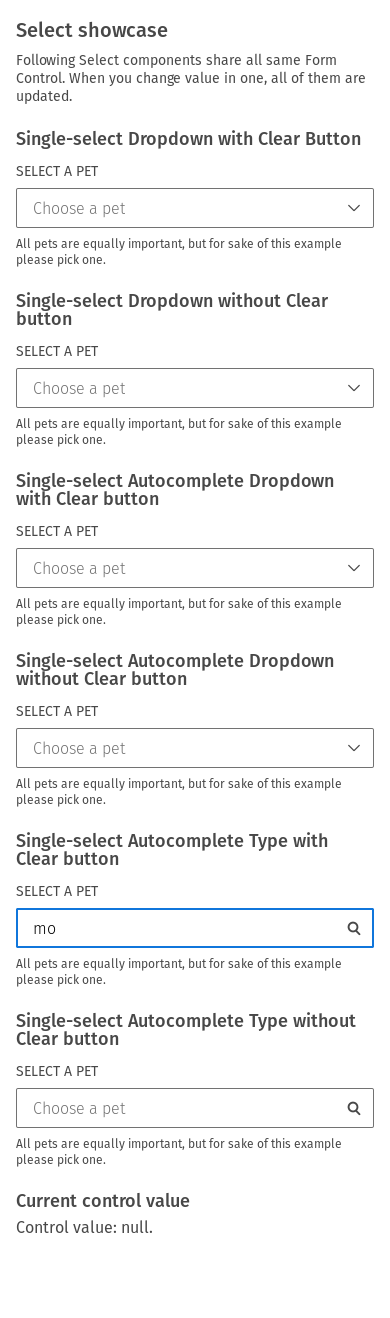 Select showcase
Following Select components share all same Form
Control. When you change value in one, all of them are
updated.
Single-select Dropdown with Clear Button
SELECT A PET
Choose a pet
All pets are equally important, but for sake of this example
please pick one.
Single-select Dropdown without Clear
button
SELECT A PET
Choose a pet
All pets are equally important, but for sake of this example
please pick one.
Single-select Autocomplete Dropdown
with Clear button
SELECT A PET
Choose a pet
All pets are equally important, but for sake of this example
please pick one.
Single-select Autocomplete Dropdown
without Clear button
SELECT A PET
Choose a pet
All pets are equally important, but for sake of this example
please pick one.
Single-select Autocomplete Type with
Clear button
SELECT A PET
mo
All pets are equally important, but for sake of this example
please pick one.
Single-select Autocomplete Type without
Clear button
SELECT A PET
Choose a pet
All pets are equally important, but for sake of this example
please pick one.
Current control value
Control value: null.